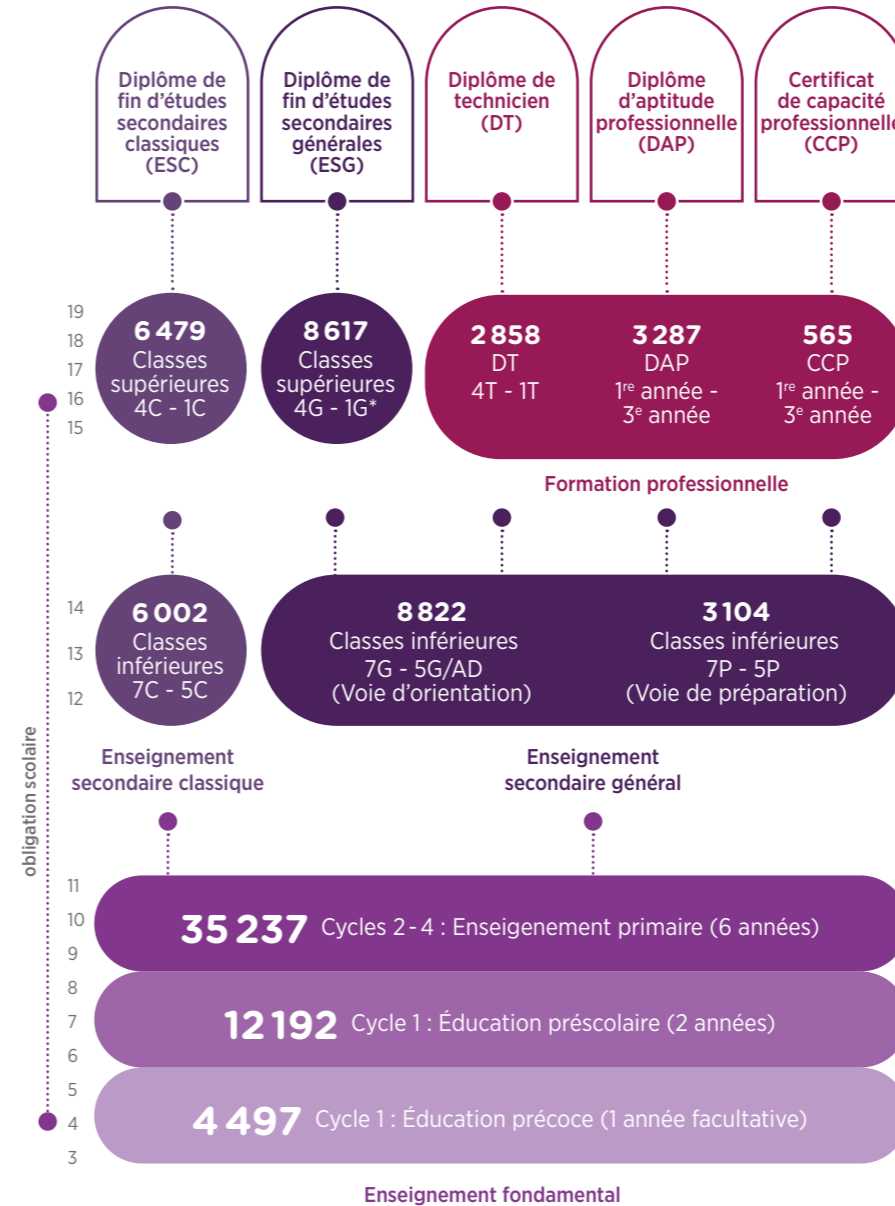 Diplôme de
fin d'études
secondaires
classiques
(ESC)
Diplôme de
fin d'études
secondaires
générales
(ESG)
Diplôme de
technicien
(DT)
Diplôme
d'aptitude
professionnelle
(DAP)
Certificat
de capacité
professionnelle
(CCP)
19
18
17
16
15
6 479
Classes
supérieures
4C - 1C
8 617
Classes
supérieures
4G - 1G*
2 858
DT
4T - 1T
3 287
DAP
1re année -
3e année
565
CCP
1re année -
3e année
Formation professionnelle
14
13
12
6 002
Classes
inférieures
7C - 5C
8 822
Classes inférieures
7G - 5G/AD
(Voie d'orientation)
3 104
Classes inférieures
7P - 5P
(Voie de préparation)
Enseignement
secondaire classique
Enseignement
secondaire général
obligation scolaire
11
10
9
35 237 Cycles 2 - 4 : Enseigenement primaire (6 années)
8
7
6
12 192 Cycle 1 : Éducation préscolaire (2 années)
5
4
3
4 497 Cycle 1 : Éducation précoce (1 année facultative)
Enseignement fondamental